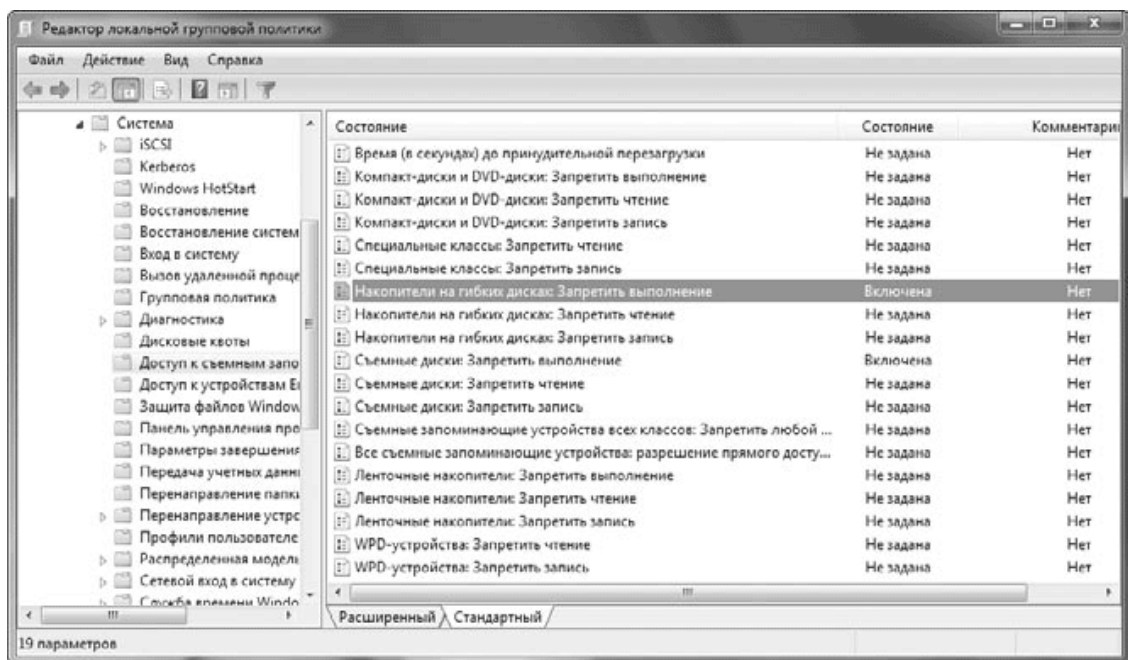 Редактор локальной групповой политики
Файл Действие Вид Справка
Система
iSCSI
Kerberos
Windows HotStart
Восстановление
Восстановление систем
Вход в систему
Вызов удаленной проце
Групповая политика
Диагностика
Дисковые квоты
Доступ к съемным запо
Доступ к устройствам Е
Защита файлов Window
Панель управления про
Параметры завершения
Передача учетных данн
Перенаправление папки
Перенаправление устрс
Профили пользователе
Распределенная модель
Сетевой вход в систему
Служба времени Windo
Состояние Состояние Комментарии
Время (в секундах) до принудительной перезагрузки Не задана Нет
Компакт-диски и DVD-диски: Запретить выполнение Не задана Нет
Компакт-диски и DVD-диски: Запретить чтение Не задана Нет
Компакт-диски и DVD-диски: Запретить запись Не задана Нет
Специальные классы: Запретить чтение Не задана Нет
Специальные классы: Запретить запись Не задана Нет
Накопители на гибких дисках: Запретить выполнение Включена Нет
Накопители на гибких дисках: Запретить чтение Не задана Нет
Накопители на гибких дисках: Запретить запись Не задана Нет
Съемные диски: Запретить выполнение Включена Нет
Съемные диски: Запретить чтение Не задана Нет
Съемные диски: Запретить запись Не задана Нет
Съемные запоминающие устройства всех классов: Запретить любой ... Не задана Нет
Все съемные запоминающие устройства: разрешение прямого досту... Не задана Нет
Ленточные накопители: Запретить выполнение Не задана Нет
Ленточные накопители: Запретить чтение Не задана Нет
Ленточные накопители: Запретить запись Не задана Нет
WPD-устройства: Запретить чтение Не задана Нет
WPD-устройства: Запретить запись Не задана Нет
Расширенный Стандартный
19 параметров